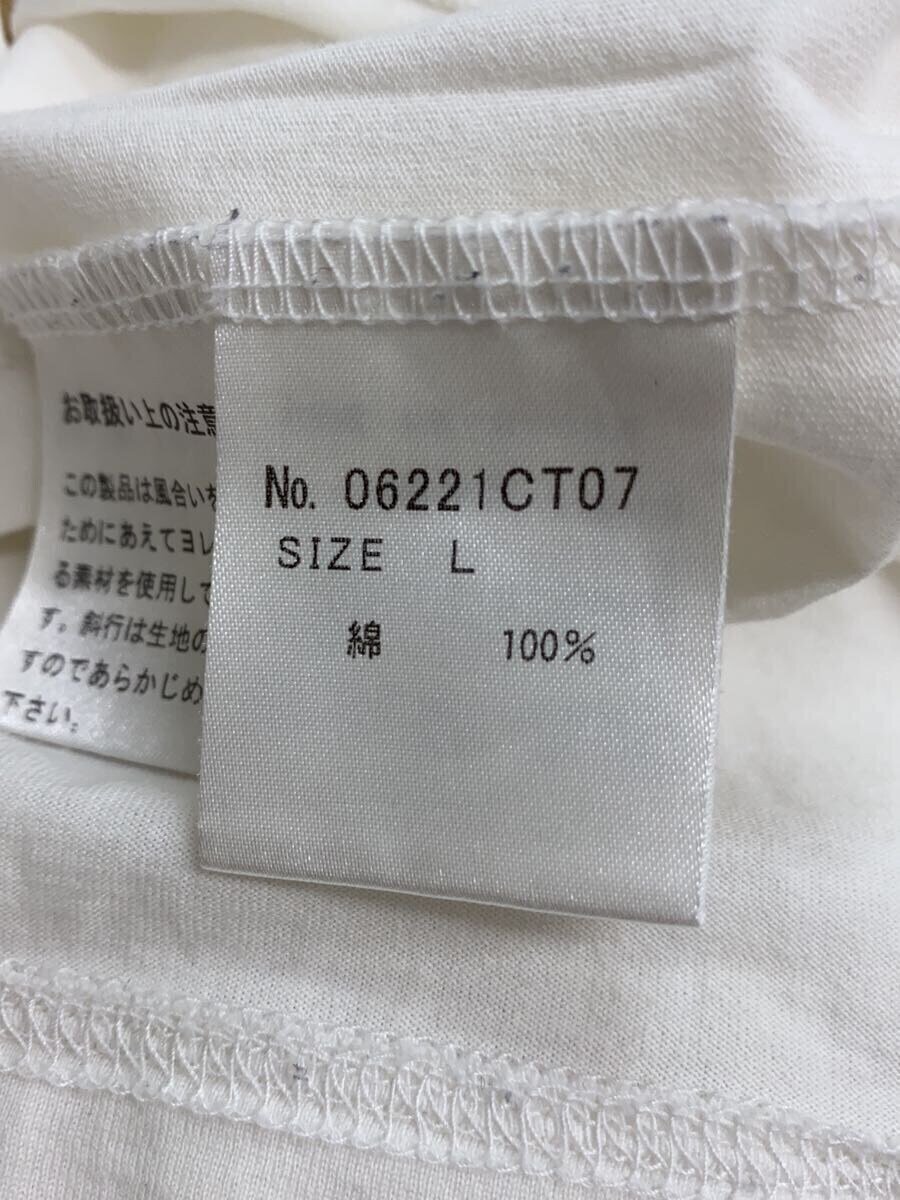 お取扱い上の注意
この製品は風合い
ためにあえてヨレ
る素材を使用して
す。斜行は生地の
すのであらかじめ
下さい。
No. 06221CT07
SIZE L
綿 100%